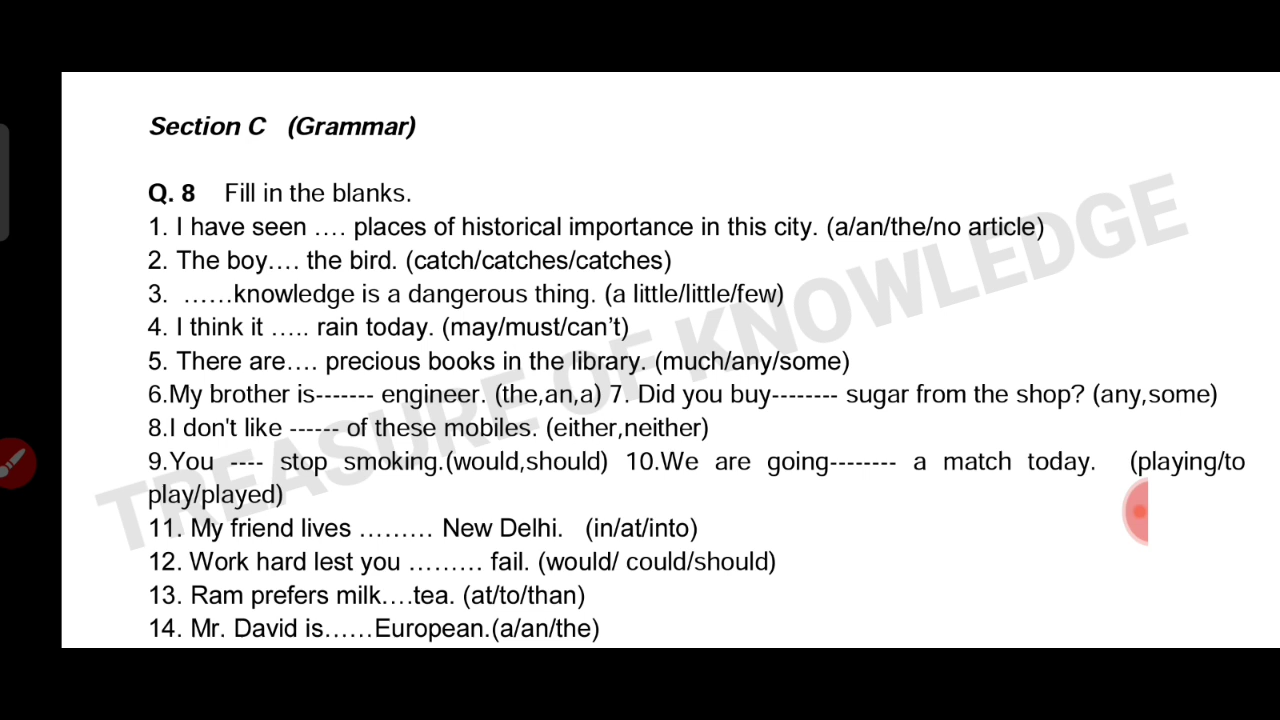 Section C (Grammar)
Q. 8 Fill in the blanks.
1. I have seen …. places of historical importance in this city. (a/an/the/no article)
2. The boy…. the bird. (catch/catches/catches)
3. ……knowledge is a dangerous thing. (a little/little/few)
4. I think it ….. rain today. (may/must/can’t)
5. There are…. precious books in the library. (much/any/some)
6.My brother is------- engineer. (the,an,a) 7. Did you buy-------- sugar from the shop? (any,some)
8.I don't like ------ of these mobiles. (either,neither)
9.You ---- stop smoking.(would,should) 10.We are going-------- a match today. (playing/to
play/played)
11. My friend lives ……… New Delhi. (in/at/into)
12. Work hard lest you ……… fail. (would/ could/should)
13. Ram prefers milk….tea. (at/to/than)
14. Mr. David is……European.(a/an/the)
TREASURE OF KNOWLEDGE